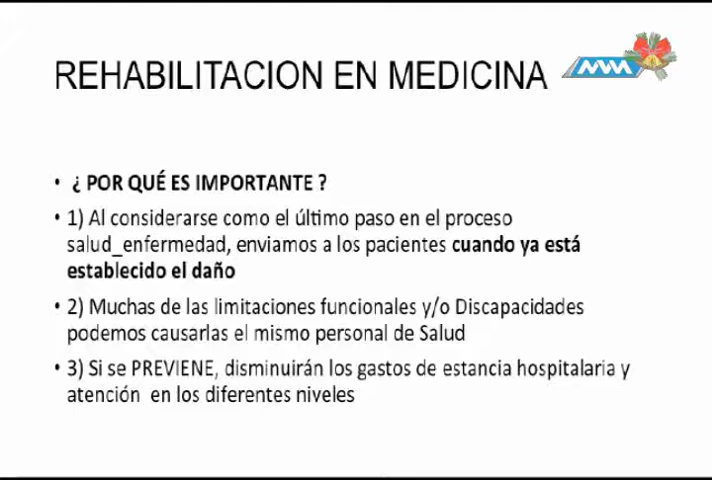 REHABILITACION EN MEDICINA
• ¿ POR QUÉ ES IMPORTANTE ?
• 1) Al considerarse como el último paso en el proceso
salud_enfermedad, enviamos a los pacientes cuando ya está
establecido el daño
• 2) Muchas de las limitaciones funcionales y/o Discapacidades
podemos causarlas el mismo personal de Salud
• 3) Si se PREVIENE, disminuirán los gastos de estancia hospitalaria y
atención en los diferentes niveles